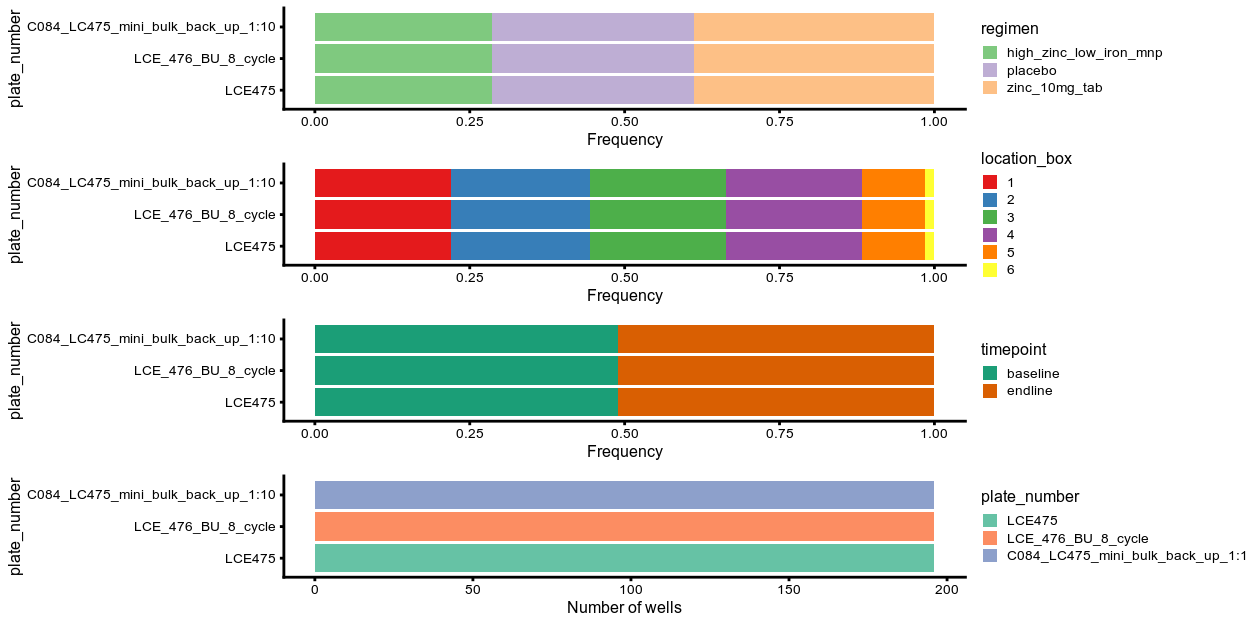 plate_number
C084_LC475_mini_bulk_back_up_1:10
LCE_476_BU_8_cycle
LCE475
0.00 0.25 0.50 0.75 1.00
Frequency
regimen
high_zinc_low_iron_mnp
placebo
zinc_10mg_tab
plate_number
C084_LC475_mini_bulk_back_up_1:10
LCE_476_BU_8_cycle
LCE475
0.00 0.25 0.50 0.75 1.00
Frequency
location_box
1
2
3
4
5
6
plate_number
C084_LC475_mini_bulk_back_up_1:10
LCE_476_BU_8_cycle
LCE475
0.00 0.25 0.50 0.75 1.00
Frequency
timepoint
baseline
endline
plate_number
C084_LC475_mini_bulk_back_up_1:10
LCE_476_BU_8_cycle
LCE475
0 50 100 150 200
Number of wells
plate_number
LCE475
LCE_476_BU_8_cycle
C084_LC475_mini_bulk_back_up_1:1